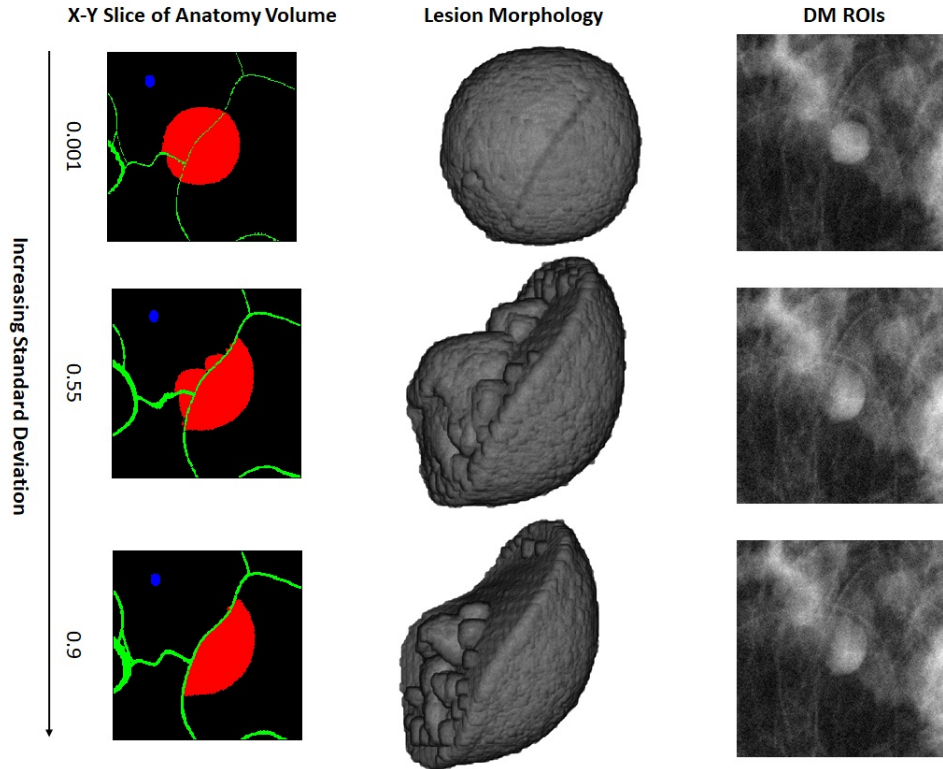 X-Y Slice of Anatomy Volume
Lesion Morphology
DM ROIs
Increasing Standard Deviation
0.001
0.55
0.9